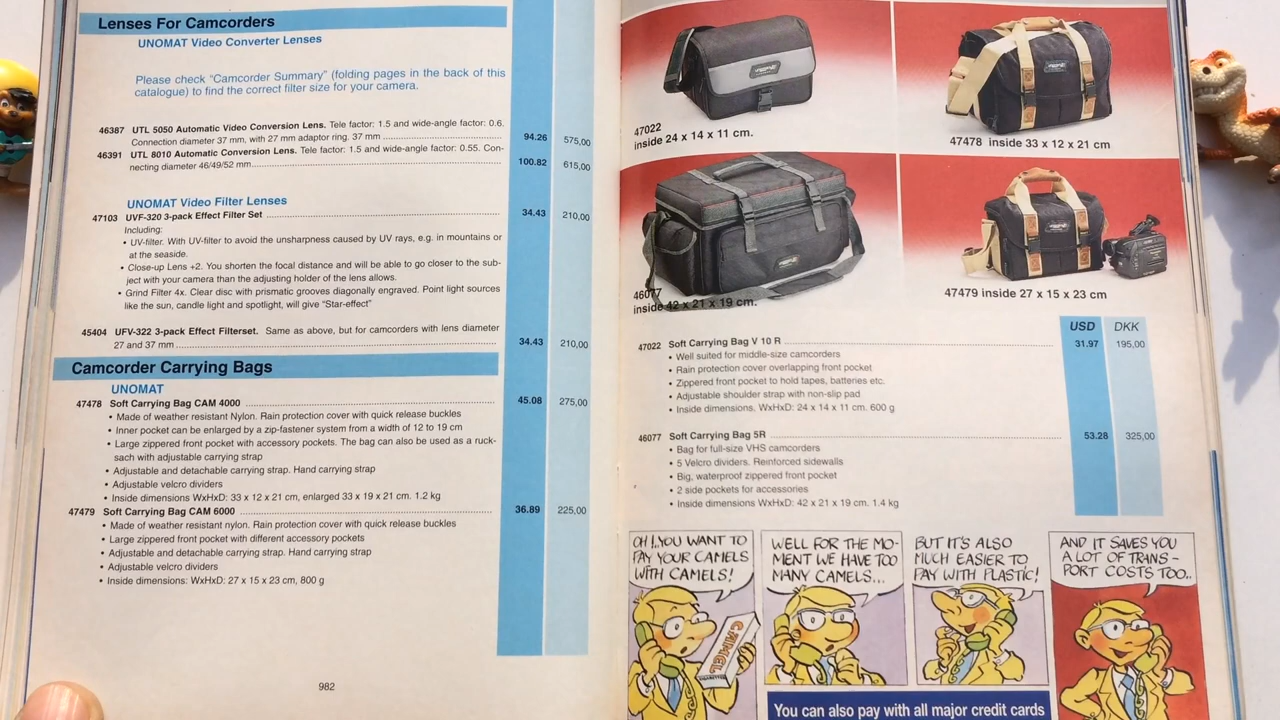 Lenses For Camcorders
UNOMAT Video Converter Lenses
Please check "Camcorder Summary" (folding pages in the back of this
catalogue) to find the correct filter size for your camera.
46387 UTL 5050 Automatic Video Conversion Lens. Tele factor: 1.5 and wide-angle factor: 0.6.
Connection diameter 37 mm, with 27 mm adaptor ring. 37 mm 94.26 575,00
46391 UTL 8010 Automatic Conversion Lens. Tele factor: 1.5 and wide-angle factor: 0.55. Con-
necting diameter 46/49/52 mm 100.82 615,00
UNOMAT Video Filter Lenses
47103 UVF-320 3-pack Effect Filter Set 34.43 210,00
Including:
• UV-filter. With UV-filter to avoid the unsharpness caused by UV rays, e.g. in mountains or
at the seaside.
• Close-up Lens +2. You shorten the focal distance and will be able to go closer to the sub-
ject with your camera than the adjusting holder of the lens allows.
• Grind Filter 4x. Clear disc with prismatic grooves diagonally engraved. Point light sources
like the sun, candle light and spotlight, will give "Star-effect"
45404 UFV-322 3-pack Effect Filterset. Same as above, but for camcorders with lens diameter
27 and 37 mm 34.43 210,00
Camcorder Carrying Bags
UNOMAT
47478 Soft Carrying Bag CAM 4000 45.08 275,00
• Made of weather resistant Nylon. Rain protection cover with quick release buckles
• Inner pocket can be enlarged by a zip-fastener system from a width of 12 to 19 cm
• Large zippered front pocket with accessory pockets. The bag can also be used as a ruck-
sach with adjustable carrying strap
• Adjustable and detachable carrying strap. Hand carrying strap
• Adjustable velcro dividers
• Inside dimensions WxHxD: 33 x 12 x 21 cm, enlarged 33 x 19 x 21 cm. 1.2 kg
47479 Soft Carrying Bag CAM 6000 36.89 225,00
• Made of weather resistant nylon. Rain protection cover with quick release buckles
• Large zippered front pocket with different accessory pockets
• Adjustable and detachable carrying strap. Hand carrying strap
• Adjustable velcro dividers
• Inside dimensions: WxHxD: 27 x 15 x 23 cm, 800 g
982
47022
inside 24 x 14 x 11 cm.
47478 inside 33 x 12 x 21 cm
46077
inside 42 x 21 x 19 cm.
47479 inside 27 x 15 x 23 cm
USD DKK
47022 Soft Carrying Bag V 10 R 31.97 195,00
• Well suited for middle-size camcorders
• Rain protection cover overlapping front pocket
• Zippered front pocket to hold tapes, batteries etc.
• Adjustable shoulder strap with non-slip pad
• Inside dimensions. WxHxD: 24 x 14 x 11 cm. 600 g
46077 Soft Carrying Bag 5R 53.28 325,00
• Bag for full-size VHS camcorders
• 5 Velcro dividers. Reinforced sidewalls
• Big, waterproof zippered front pocket
• 2 side pockets for accessories
• Inside dimensions WxHxD: 42 x 21 x 19 cm. 1.4 kg
OH!.YOU WANT TO
PAY YOUR CAMELS
WITH CAMELS!
CAMEL
WELL FOR THE MO-
MENT WE HAVE TOO
MANY CAMELS...
BUT IT'S ALSO
MUCH EASIER TO
PAY WITH PLASTIC!
AND IT SAVES YOU
A LOT OF TRANS-
PORT COSTS TOO..
You can also pay with all major credit cards